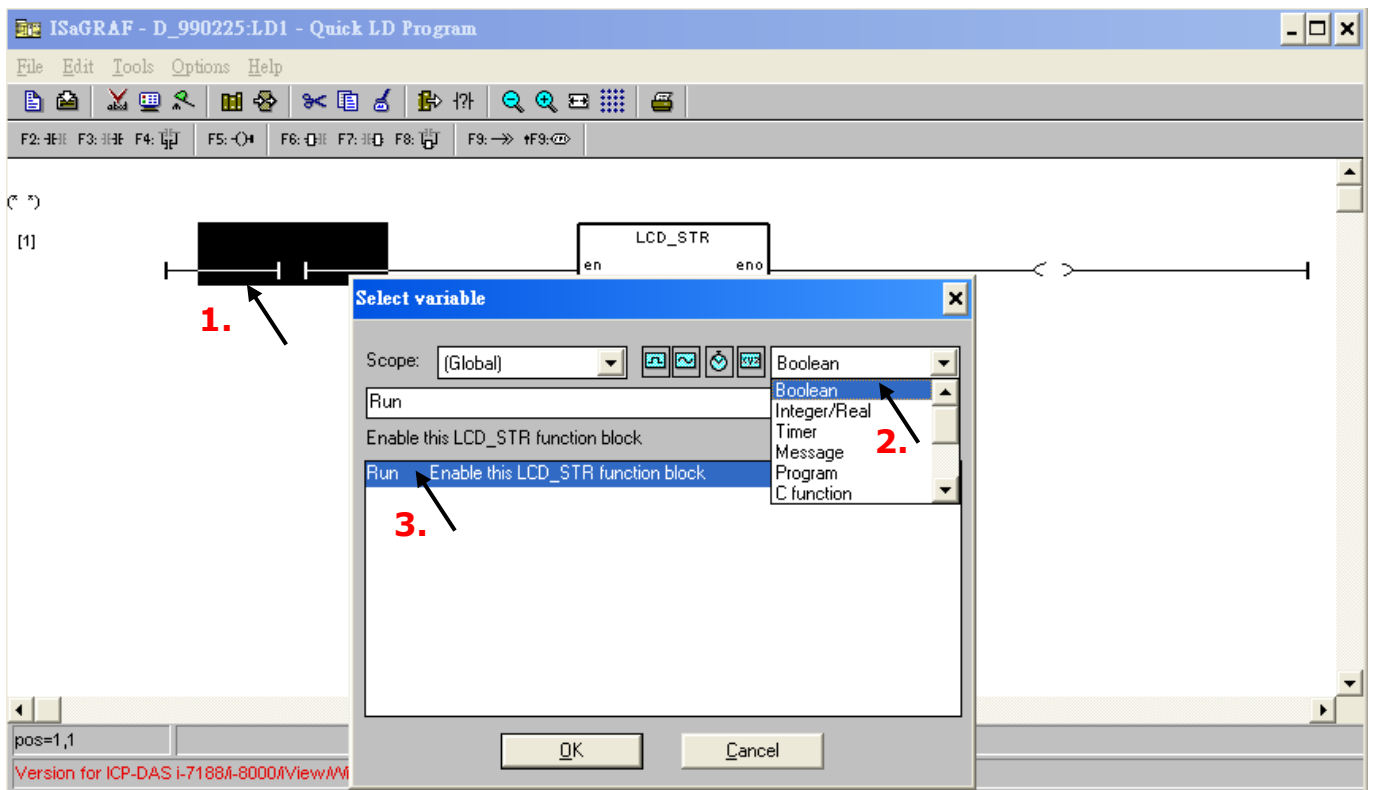 ISaGRAF - D_990225:LD1 - Quick LD Program
File Edit Tools Options Help
F2: F3: F4: F5: F6: F7: F8: F9: F9:
(* *)
[1]
LCD_STR
en eno
1.
Select variable
Scope: (Global) Boolean
Run
Boolean
Integer/Real
Timer
Message
Program
C function
2.
Enable this LCD_STR function block
Run Enable this LCD_STR function block
3.
OK Cancel
pos=1,1
Version for ICP-DAS i-7188/i-8000/iView/Wi